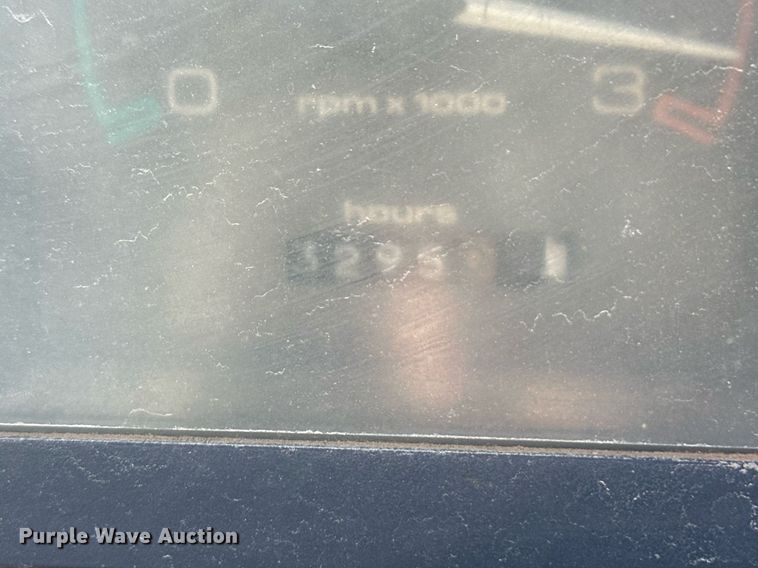 0 3
rpm x 1000
hours
Purple Wave Auction